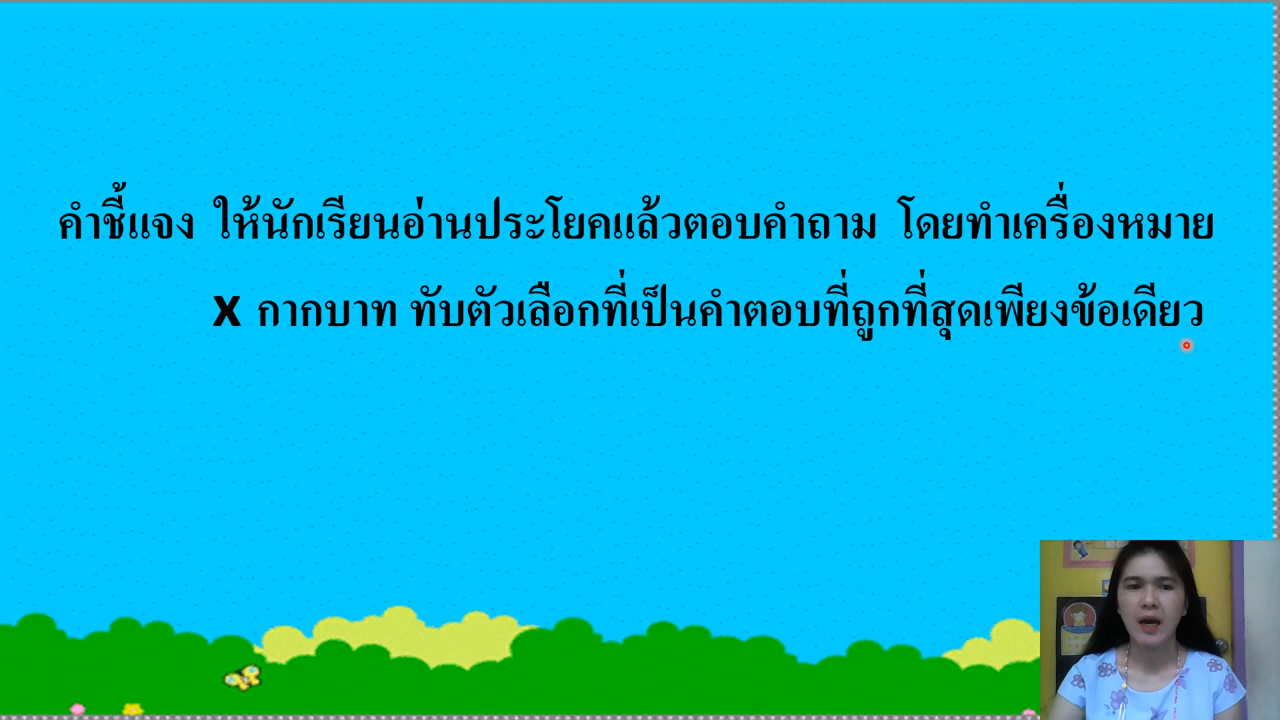 คำชี้แจง ให้นักเรียนอ่านประโยคแล้วตอบคำถาม โดยทำเครื่องหมาย
X กากบาท ทับตัวเลือกที่เป็นคำตอบที่ถูกที่สุดเพียงข้อเดียว